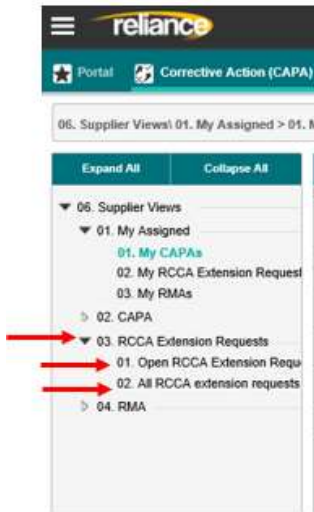 reliance
Portal Corrective Action (CAPA)
06. Supplier Views\ 01. My Assigned > 01.
Expand All Collapse All
06. Supplier Views
01. My Assigned
01. My CAPAs
02. My RCCA Extension Request
03. My RMAs
02. CAPA
03. RCCA Extension Requests
01. Open RCCA Extension Requ
02. All RCCA extension requests
04. RMA